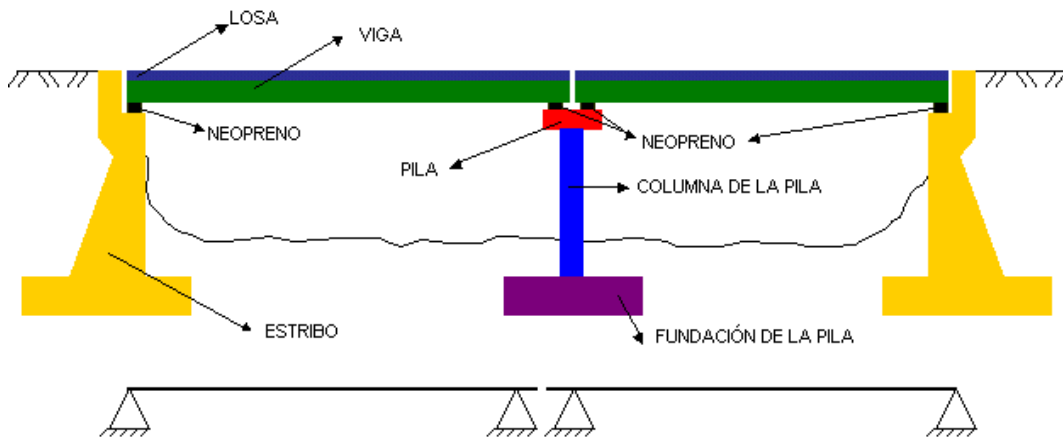 LOSA
VIGA
NEOPRENO
NEOPRENO
PILA
COLUMNA DE LA PILA
ESTRIBO
FUNDACIÓN DE LA PILA